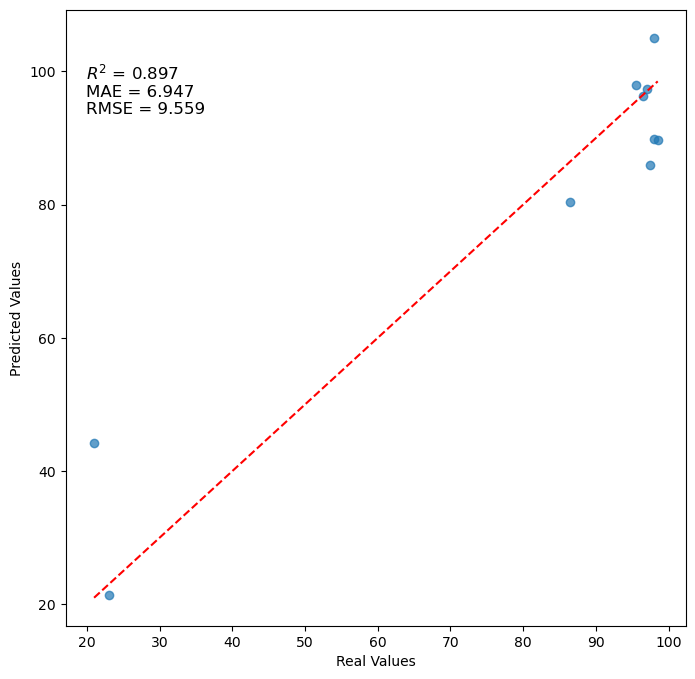 R² = 0.897
MAE = 6.947
RMSE = 9.559
100
80
60
40
20
Predicted Values
20 30 40 50 60 70 80 90 100
Real Values